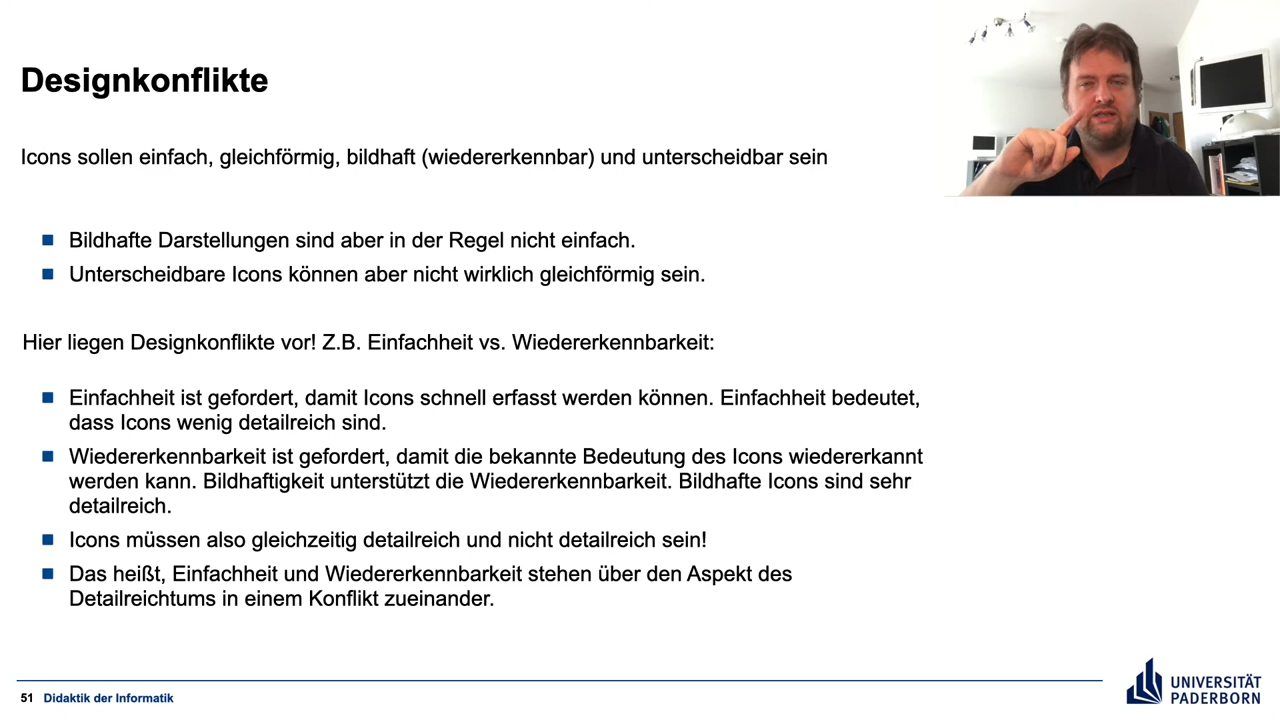 Designkonflikte
Icons sollen einfach, gleichförmig, bildhaft (wiedererkennbar) und unterscheidbar sein
Bildhafte Darstellungen sind aber in der Regel nicht einfach.
Unterscheidbare Icons können aber nicht wirklich gleichförmig sein.
Hier liegen Designkonflikte vor! Z.B. Einfachheit vs. Wiedererkennbarkeit:
Einfachheit ist gefordert, damit Icons schnell erfasst werden können. Einfachheit bedeutet,
dass Icons wenig detailreich sind.
Wiedererkennbarkeit ist gefordert, damit die bekannte Bedeutung des Icons wiedererkannt
werden kann. Bildhaftigkeit unterstützt die Wiedererkennbarkeit. Bildhafte Icons sind sehr
detailreich.
Icons müssen also gleichzeitig detailreich und nicht detailreich sein!
Das heißt, Einfachheit und Wiedererkennbarkeit stehen über den Aspekt des
Detailreichtums in einem Konflikt zueinander.
51 Didaktik der Informatik
UNIVERSITÄT
PADERBORN